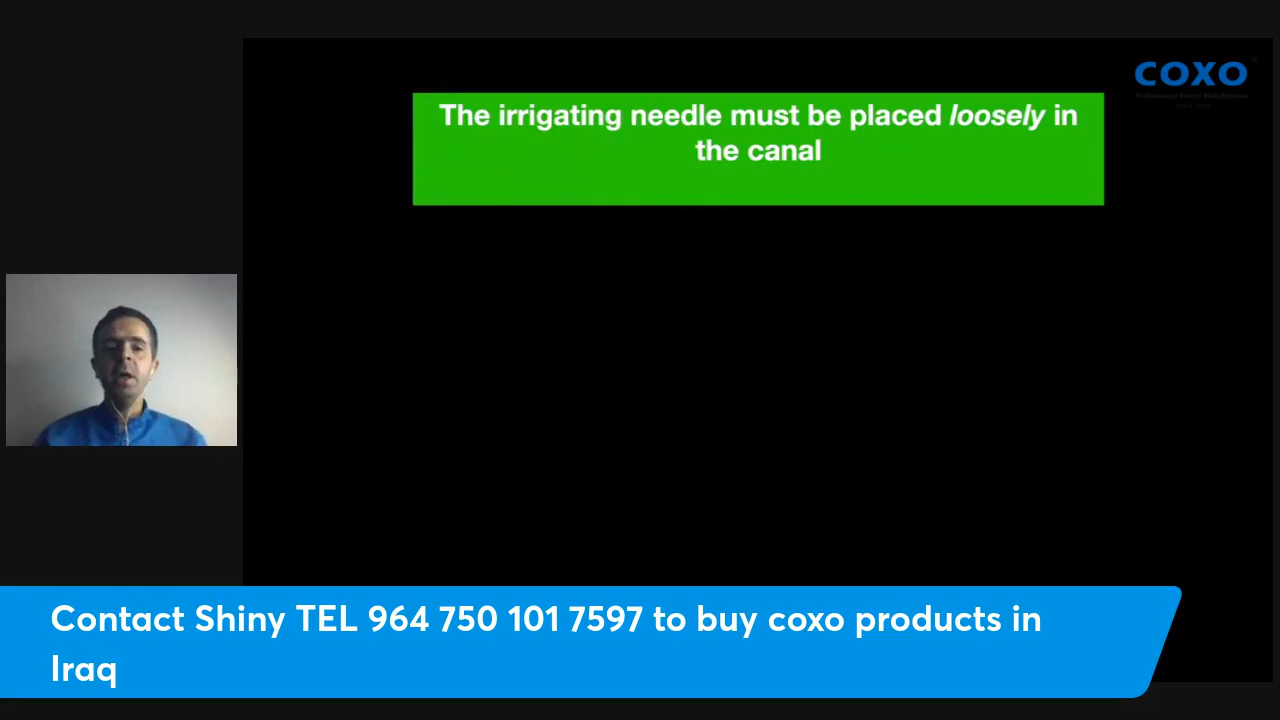 COXO
The irrigating needle must be placed loosely in
the canal
Contact Shiny TEL 964 750 101 7597 to buy coxo products in
Iraq